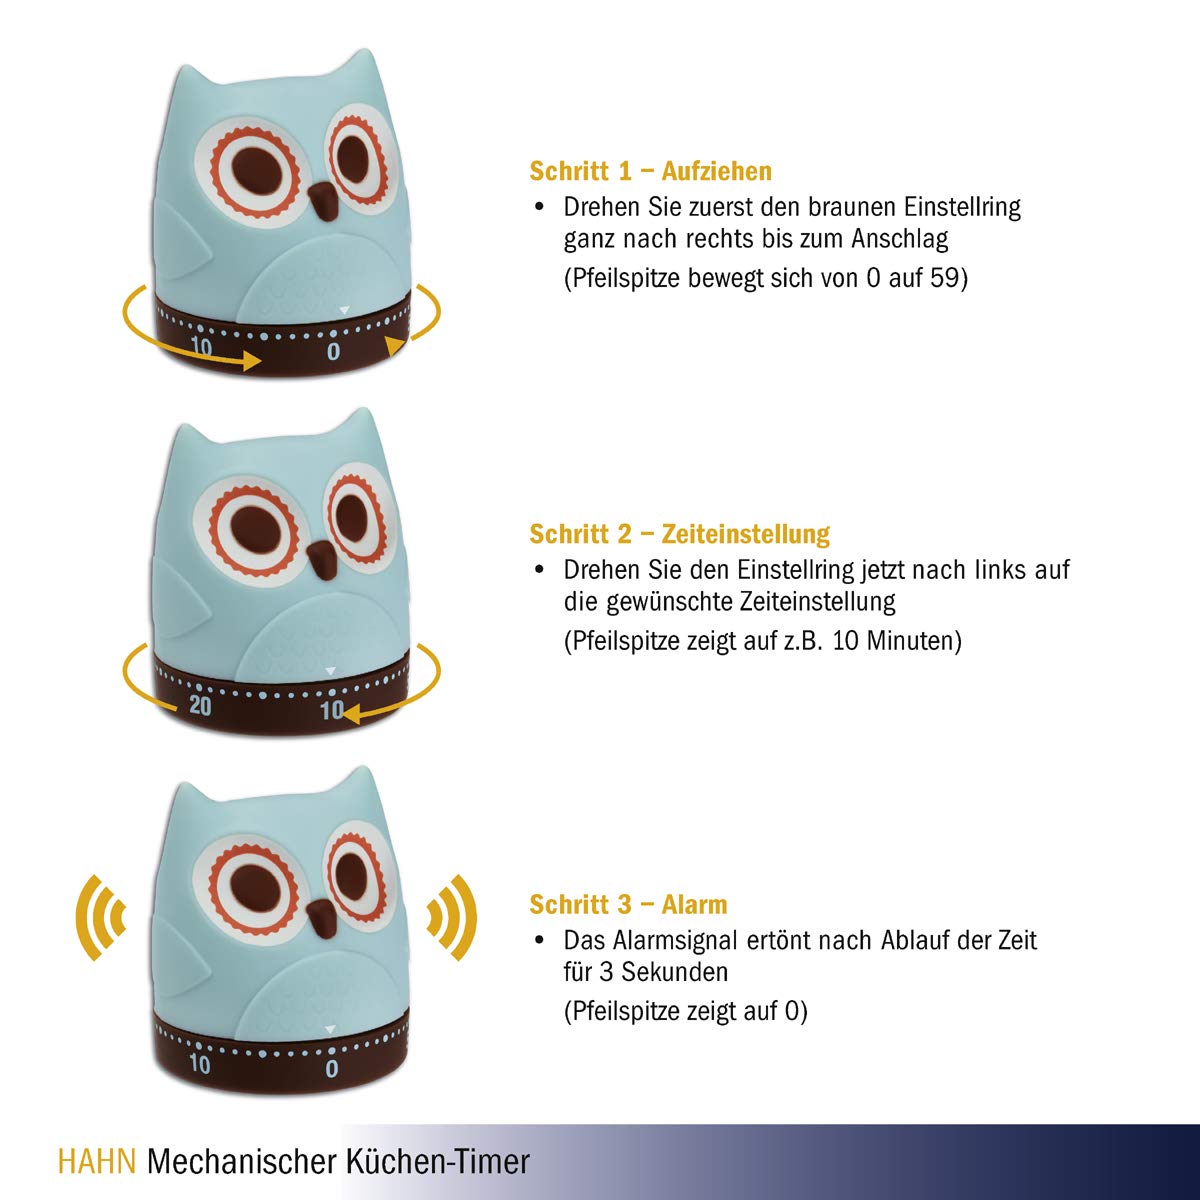 Schritt 1 – Aufziehen
• Drehen Sie zuerst den braunen Einstellring
ganz nach rechts bis zum Anschlag
(Pfeilspitze bewegt sich von 0 auf 59)
10 0
Schritt 2 – Zeiteinstellung
• Drehen Sie den Einstellring jetzt nach links auf
die gewünschte Zeiteinstellung
(Pfeilspitze zeigt auf z.B. 10 Minuten)
20 10
Schritt 3 – Alarm
• Das Alarmsignal ertönt nach Ablauf der Zeit
für 3 Sekunden
(Pfeilspitze zeigt auf 0)
10 0
HAHN Mechanischer Küchen-Timer